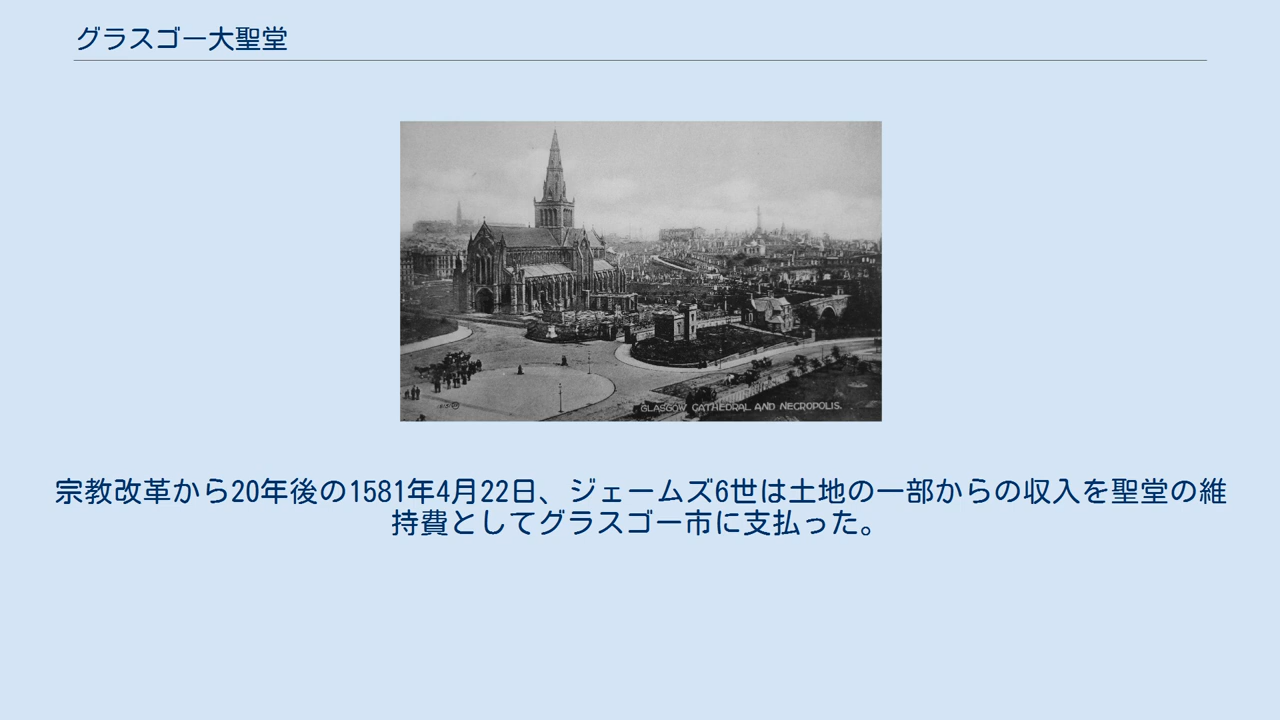 グラスゴー大聖堂
GLASGOW CATHEDRAL AND NECROPOLIS.
宗教改革から20年後の1581年4月22日、ジェームズ6世は土地の一部からの収入を聖堂の維
持費としてグラスゴー市に支払った。